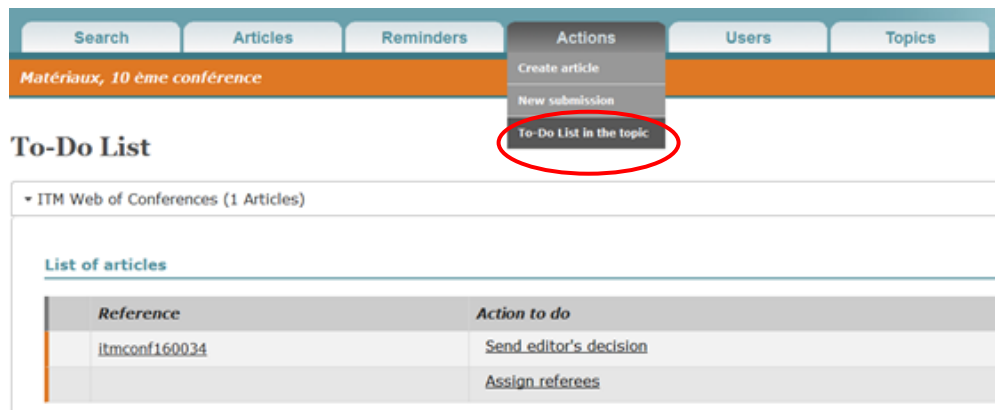 Search Articles Reminders Actions Users Topics
Matériaux, 10 ème conférence
Create article
New submission
To-Do List in the topic
To-Do List
ITM Web of Conferences (1 Articles)
List of articles
Reference Action to do
itmconf160034 Send editor's decision
Assign referees